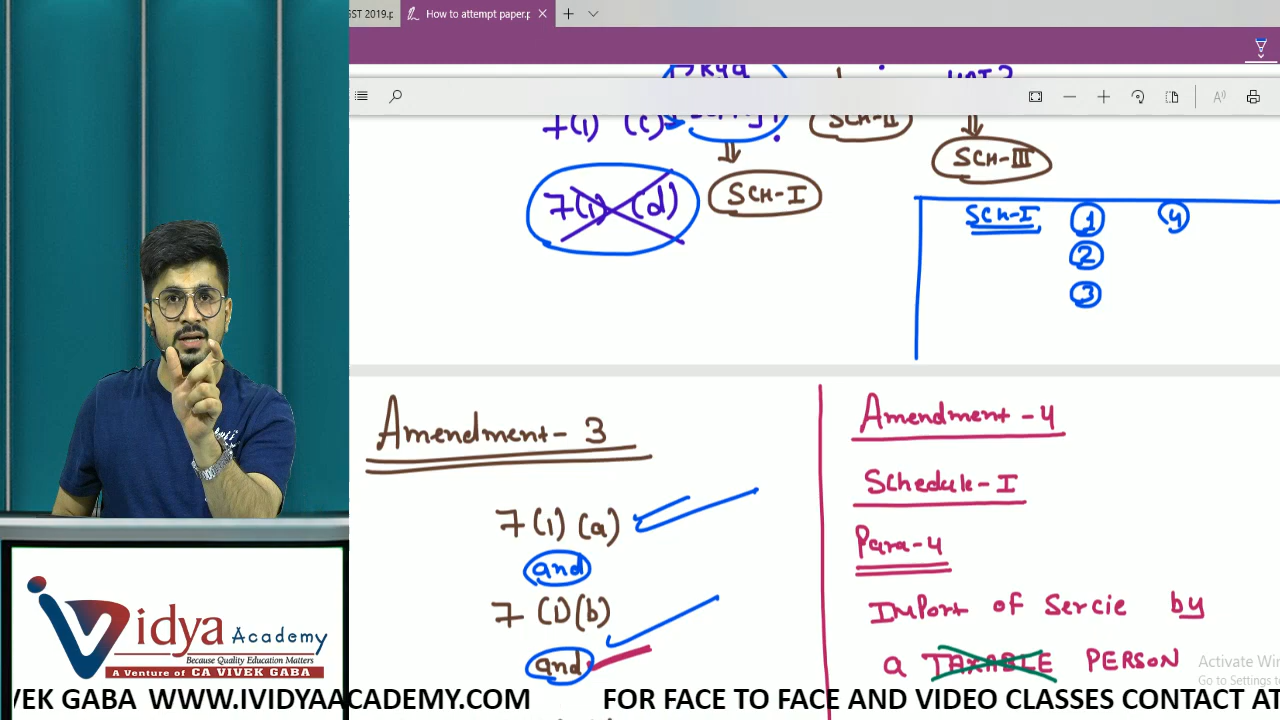 GST 2019.p
How to attempt paper.p
7(1) (c)
SCH-II
SCH-III
7(1) (d)
SCH-I
SCH-I 1 4
2
3
Amendment- 3
7(1) (a)
and
7 (1)(b)
and
Amendment -4
Schedule-I
Para-4
Import of Sercie by
a TAXABLE PERSON
Activate Win
Go to Settings t
iVidya Academy
Because Quality Education Matters
A Venture of CA VIVEK GABA
VEK GABA WWW.IVIDYAACADEMY.COM FOR FACE TO FACE AND VIDEO CLASSES CONTACT AT